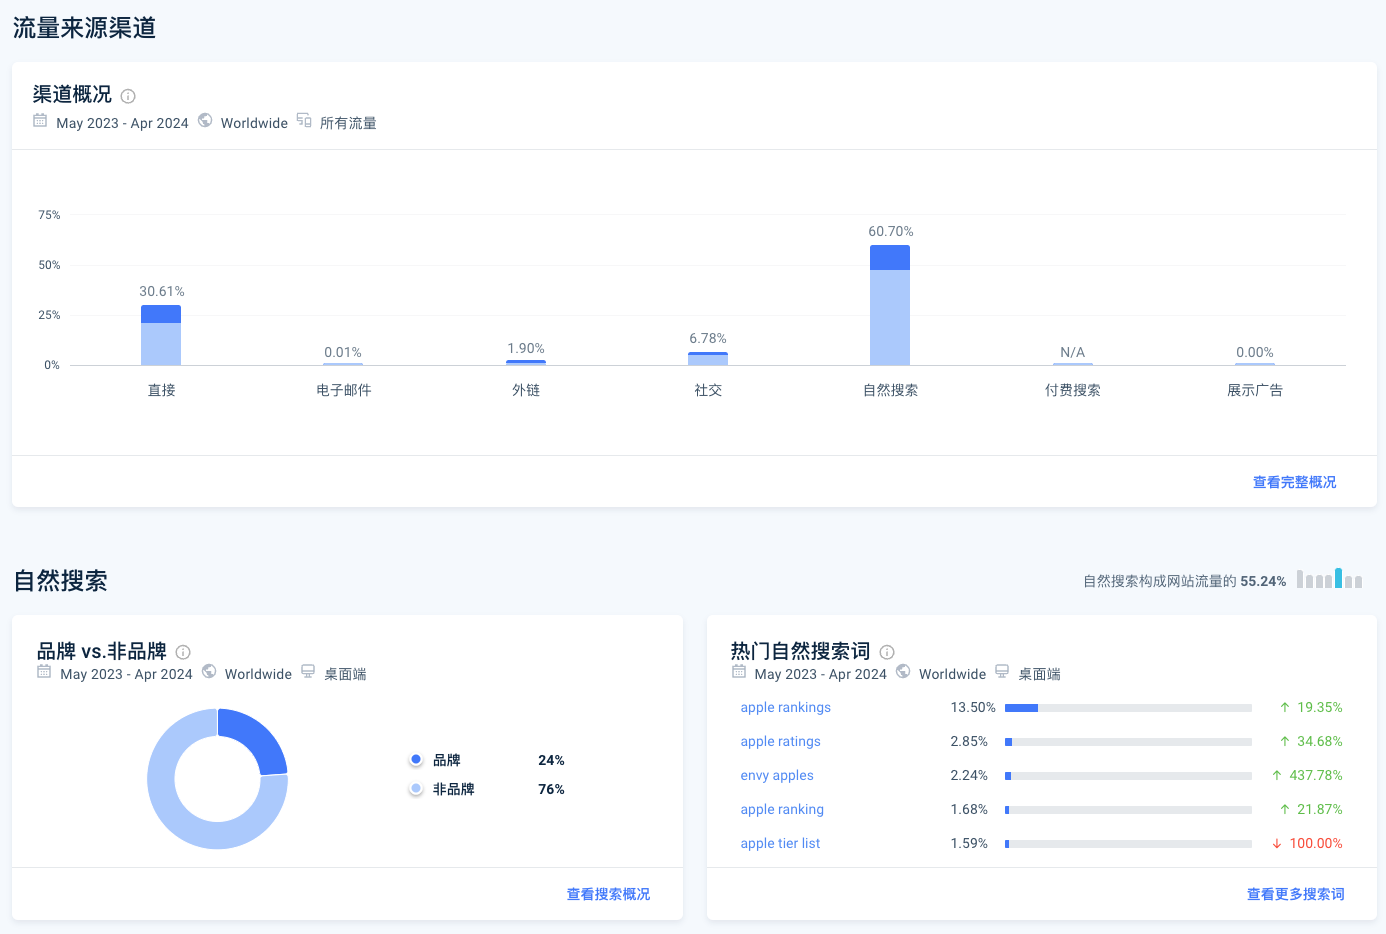 流量来源渠道
渠道概况
May 2023 - Apr 2024 Worldwide 所有流量
75%
50%
25%
0%
30.61%
0.01%
1.90%
6.78%
60.70%
N/A
0.00%
直接 电子邮件 外链 社交 自然搜索 付费搜索 展示广告
查看完整概况
自然搜索
自然搜索构成网站流量的 55.24%
品牌 vs.非品牌
May 2023 - Apr 2024 Worldwide 桌面端
品牌 24%
非品牌 76%
查看搜索概况
热门自然搜索词
May 2023 - Apr 2024 Worldwide 桌面端
apple rankings 13.50% ↑ 19.35%
apple ratings 2.85% ↑ 34.68%
envy apples 2.24% ↑ 437.78%
apple ranking 1.68% ↑ 21.87%
apple tier list 1.59% ↓ 100.00%
查看更多搜索词